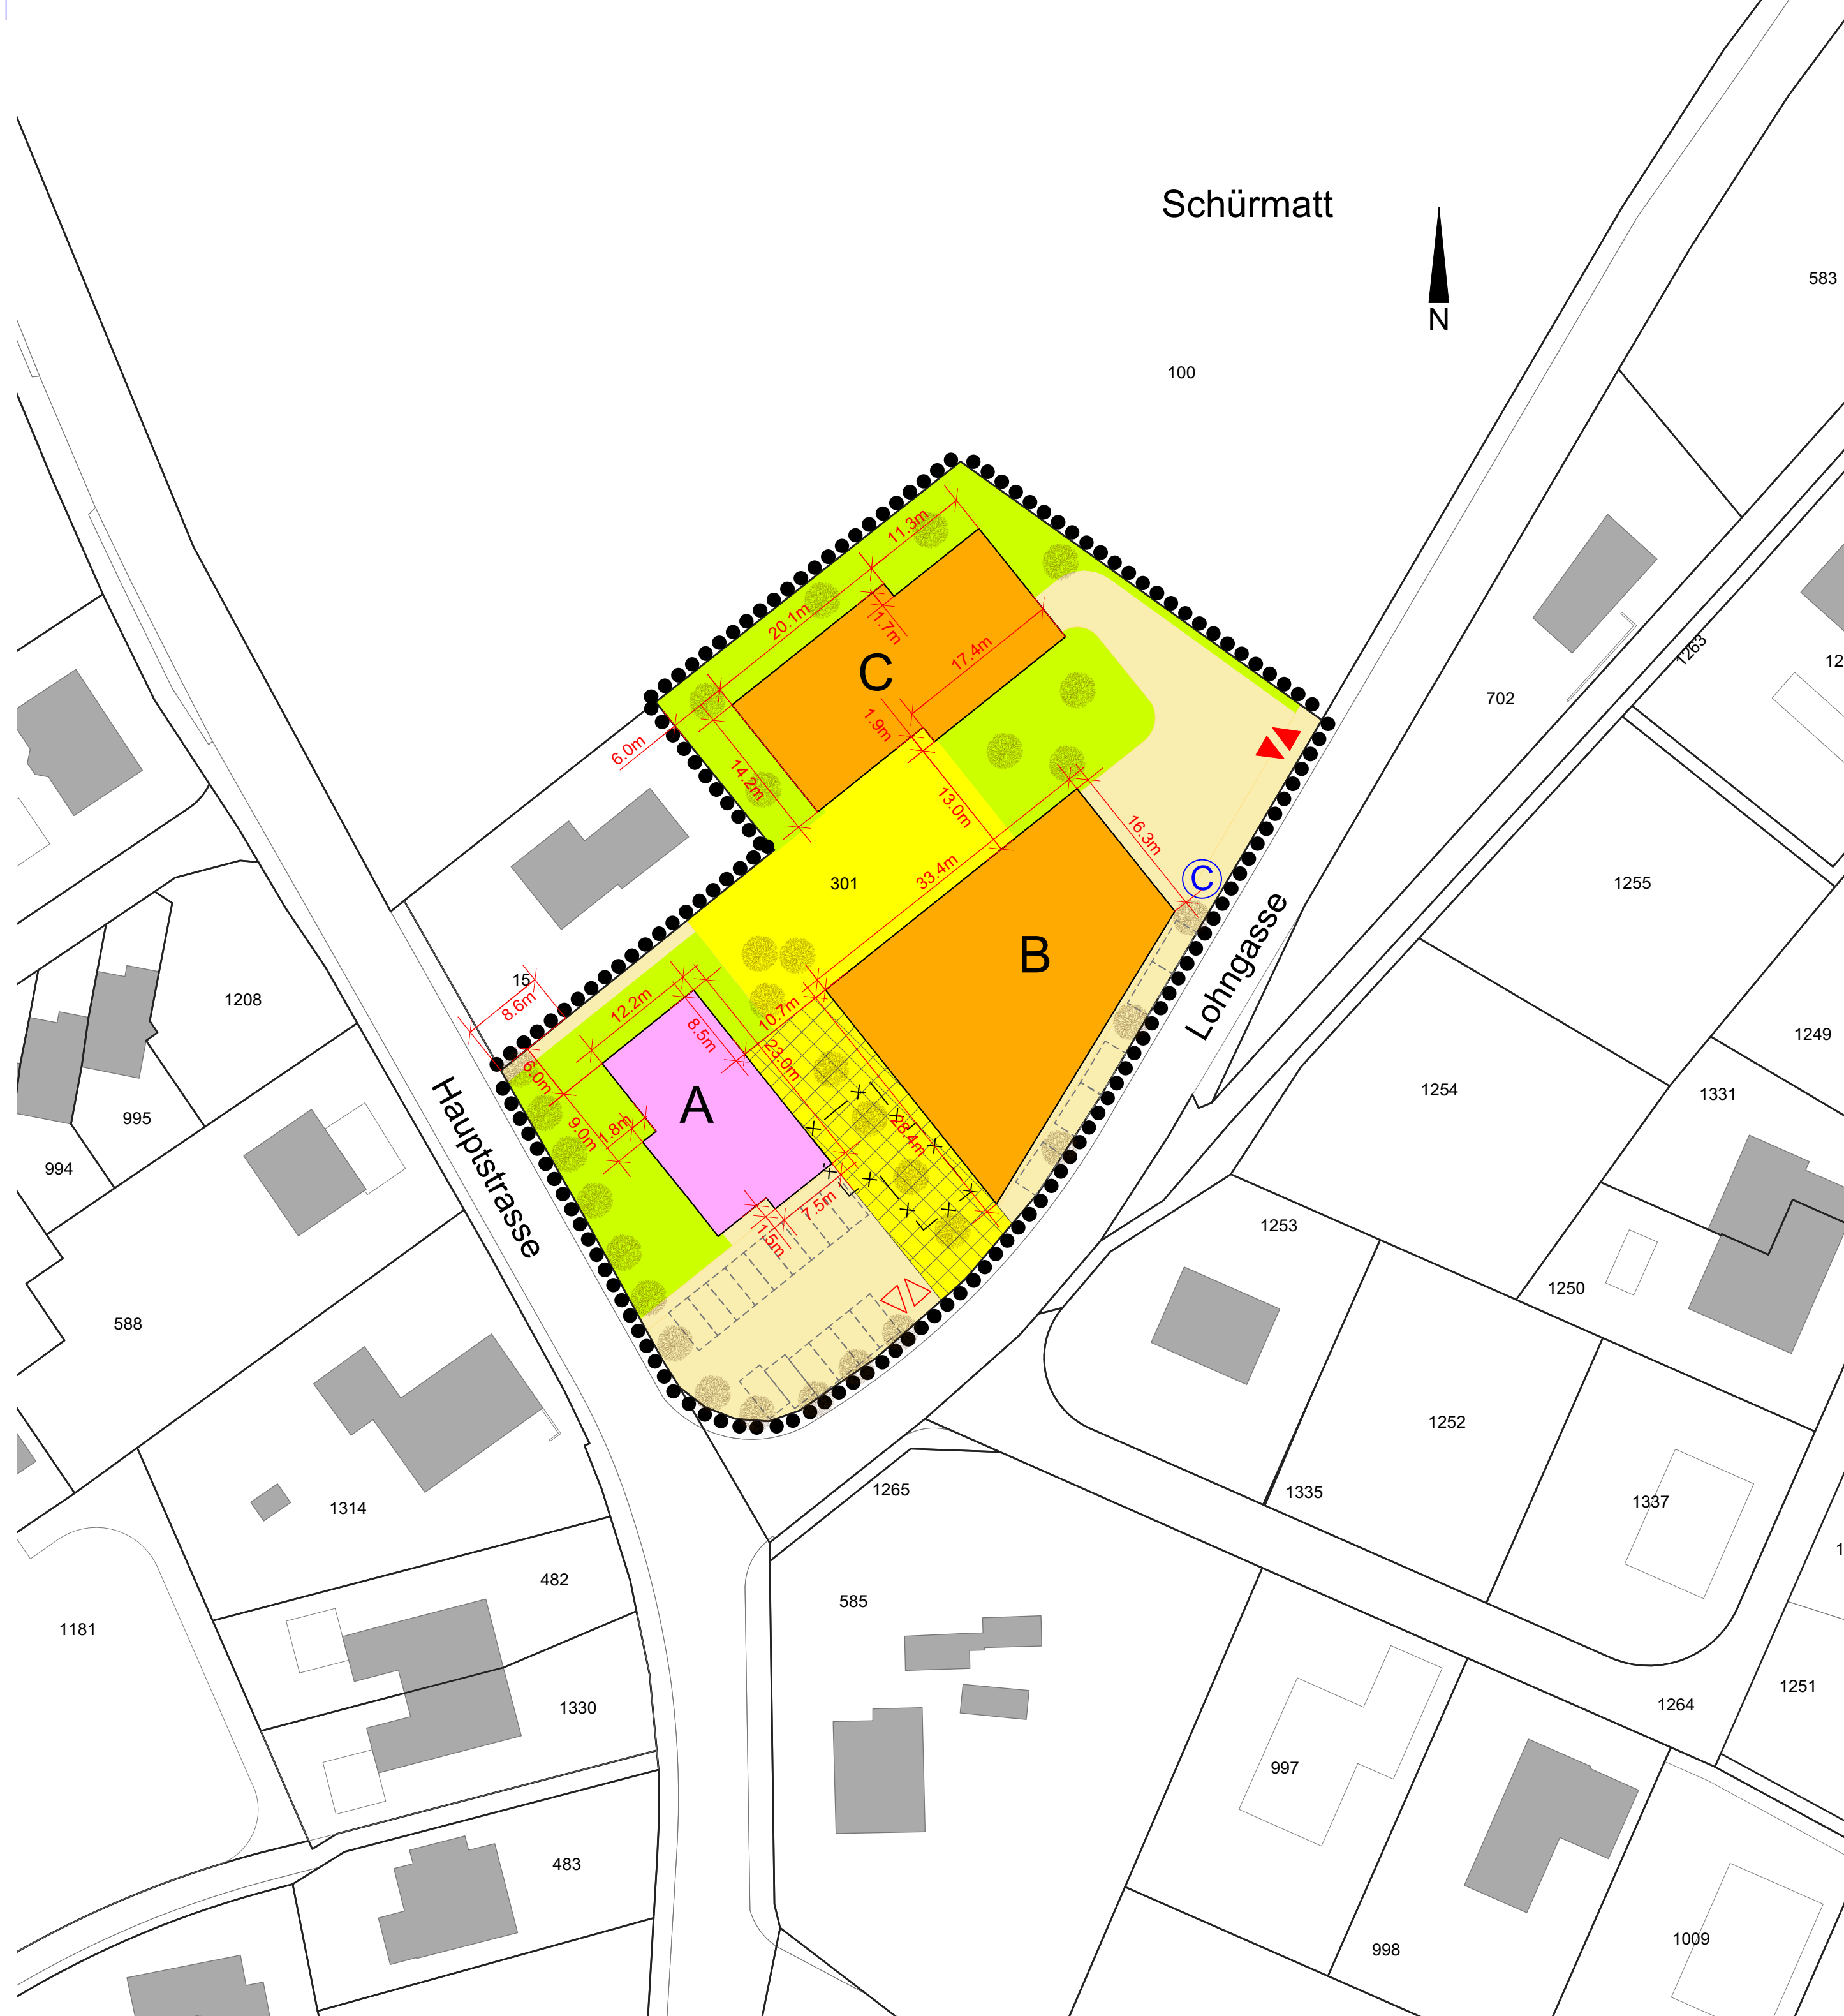 Schürmatt
583
N
100
11.3m
20.1m
1.7m
1263
12
C
17.4m
702
1.9m
6.0m
14.2m
13.0m
16.3m
33.4m
301
C
1255
B
Lohngasse
15
1208
8.6m
12.2m
10.7m
8.5m
23.0m
1249
6.0m
1254
1331
A
995
9.0m
1.8m
28.4m
Hauptstrasse
994
7.5m
1.5m
1253
1250
588
1252
1265
1335
1337
1314
1
482
585
1181
1251
1330
1264
997
483
1009
998